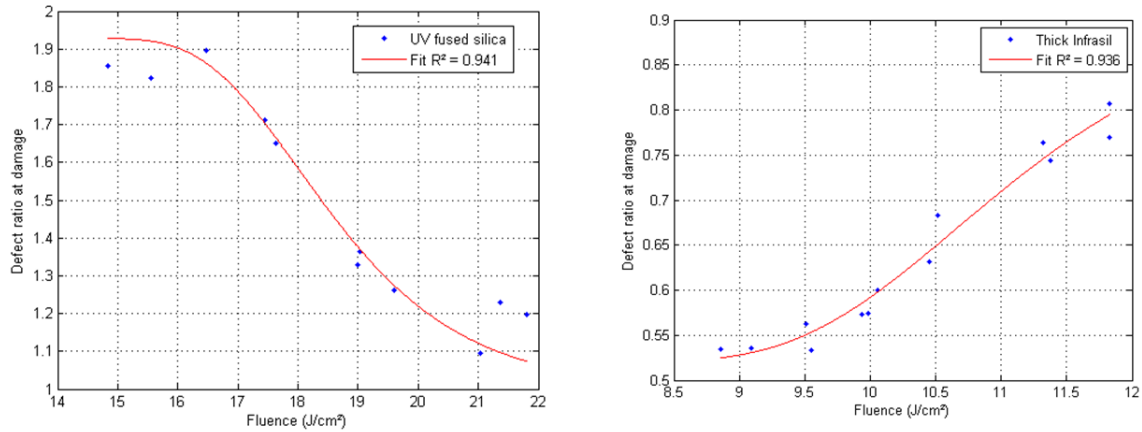 2
1.9
1.8
1.7
1.6
1.5
1.4
1.3
1.2
1.1
1
Defect ratio at damage
UV fused silica
Fit R² = 0.941
14 15 16 17 18 19 20 21 22
Fluence (J/cm²)
0.9
0.85
0.8
0.75
0.7
0.65
0.6
0.55
0.5
Defect ratio at damage
Thick Infrasil
Fit R² = 0.936
8.5 9 9.5 10 10.5 11 11.5 12
Fluence (J/cm²)